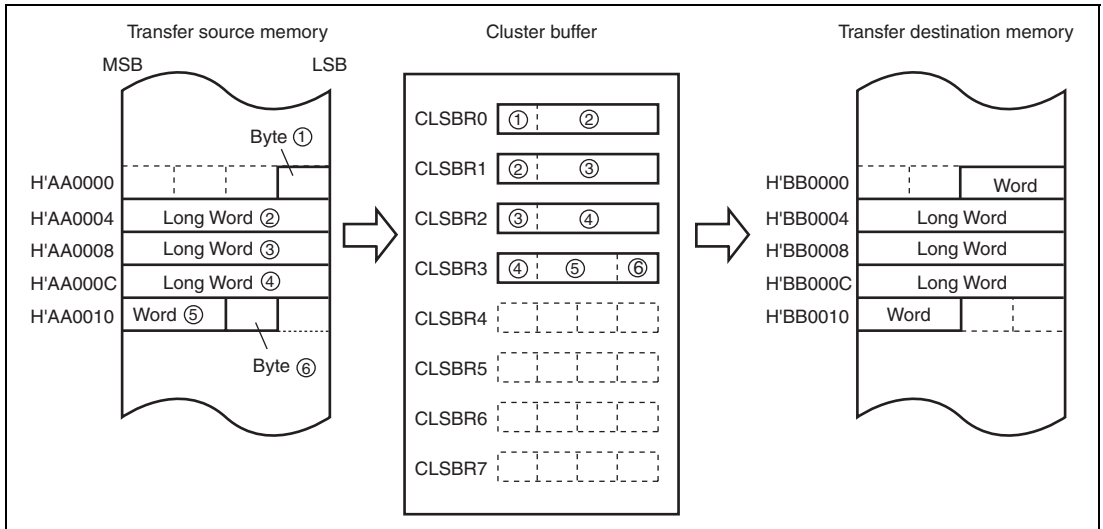 Transfer source memory
MSB
LSB
Byte ①
H'AA0000
H'AA0004
Long Word ②
H'AA0008
Long Word ③
H'AA000C
Long Word ④
H'AA0010
Word ⑤
Byte ⑥
Cluster buffer
CLSBR0 ① ②
CLSBR1 ② ③
CLSBR2 ③ ④
CLSBR3 ④ ⑤ ⑥
CLSBR4
CLSBR5
CLSBR6
CLSBR7
Transfer destination memory
H'BB0000 Word
H'BB0004 Long Word
H'BB0008 Long Word
H'BB000C Long Word
H'BB0010 Word